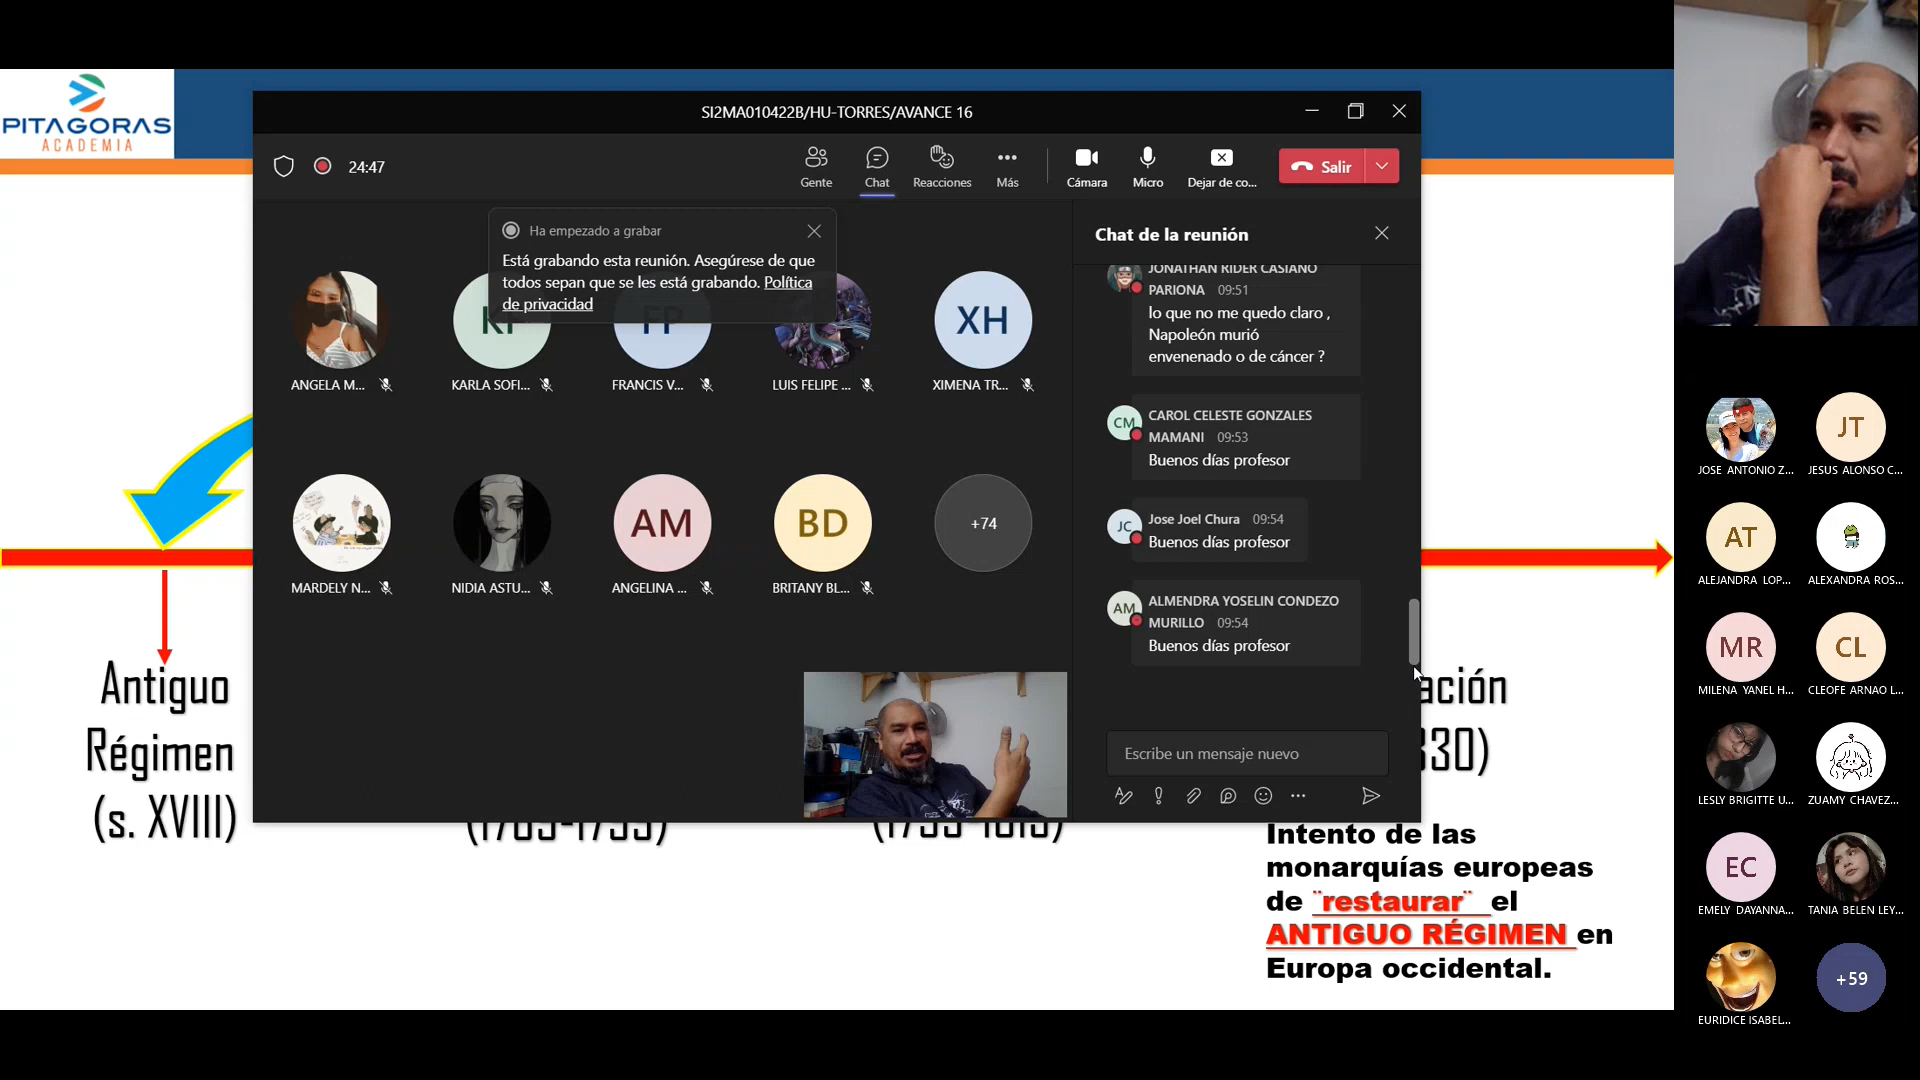 PITAGORAS
ACADEMIA
SI2MA010422B/HU-TORRES/AVANCE 16
24:47
Gente
Chat
Reacciones
Más
Cámara
Micro
Dejar de co...
Salir
Ha empezado a grabar
Está grabando esta reunión. Asegúrese de que
todos sepan que se les está grabando. Política
de privacidad
KF
FP
XH
ANGELA M...
KARLA SOFI...
FRANCIS V...
LUIS FELIPE ...
XIMENA TR...
AM
BD
+74
MARDELY N...
NIDIA ASTU...
ANGELINA ...
BRITANY BL...
Chat de la reunión
JONATHAN RIDER CASIANO
PARIONA 09:51
lo que no me quedo claro ,
Napoleón murió
envenenado o de cáncer ?
CM
CAROL CELESTE GONZALES
MAMANI 09:53
Buenos días profesor
JC
Jose Joel Chura 09:54
Buenos días profesor
AM
ALMENDRA YOSELIN CONDEZO
MURILLO 09:54
Buenos días profesor
Escribe un mensaje nuevo
Antiguo
Régimen
(s. XVIII)
ación
330)
Intento de las
monarquías europeas
de ¨restaurar¨ el
ANTIGUO RÉGIMEN en
Europa occidental.
JT
JOSE ANTONIO Z...
JESUS ALONSO C...
AT
ALEJANDRA LOP...
ALEXANDRA ROS...
MR
CL
MILENA YANEL H...
CLEOFE ARNAO L...
LESLY BRIGITTE U...
ZUAMY CHAVEZ...
EC
EMELY DAYANNA...
TANIA BELEN LEY...
+59
EURIDICE ISABEL...